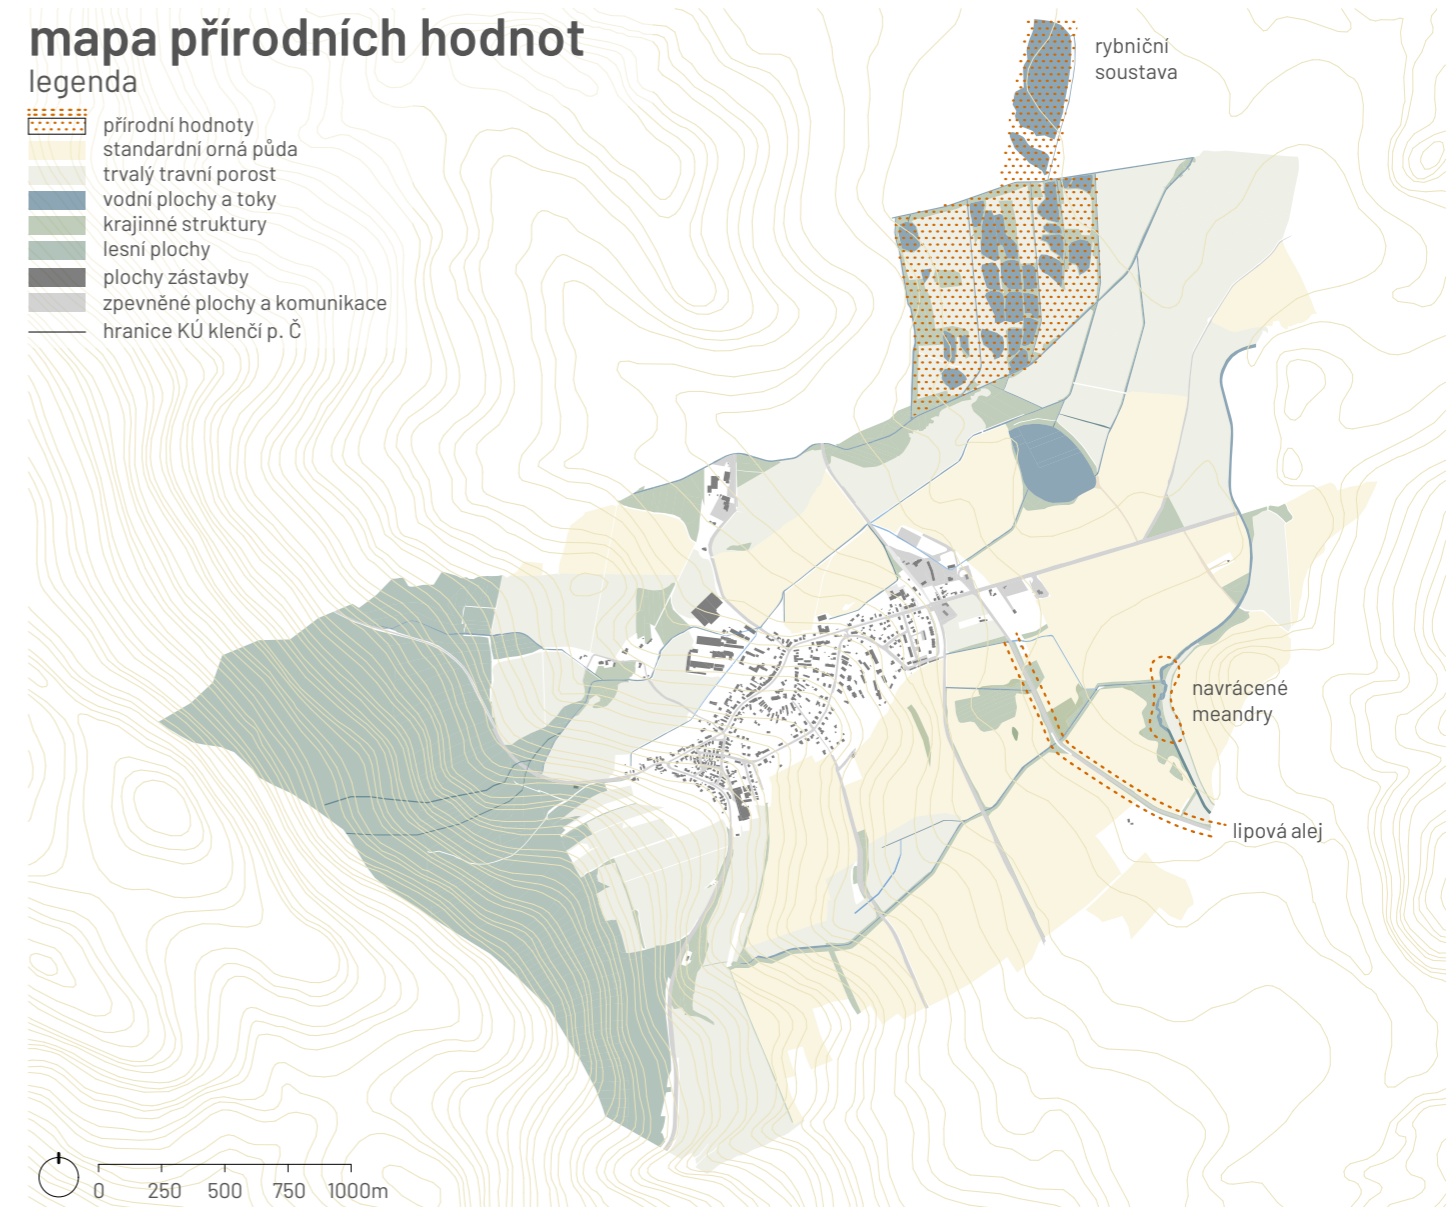 mapa přírodních hodnot
legenda
přírodní hodnoty
standardní orná půda
trvalý travní porost
vodní plochy a toky
krajinné struktury
lesní plochy
plochy zástavby
zpevněné plochy a komunikace
hranice KÚ klenčí p. Č
rybniční
soustava
navrácené
meandry
lipová alej
0 250 500 750 1000m